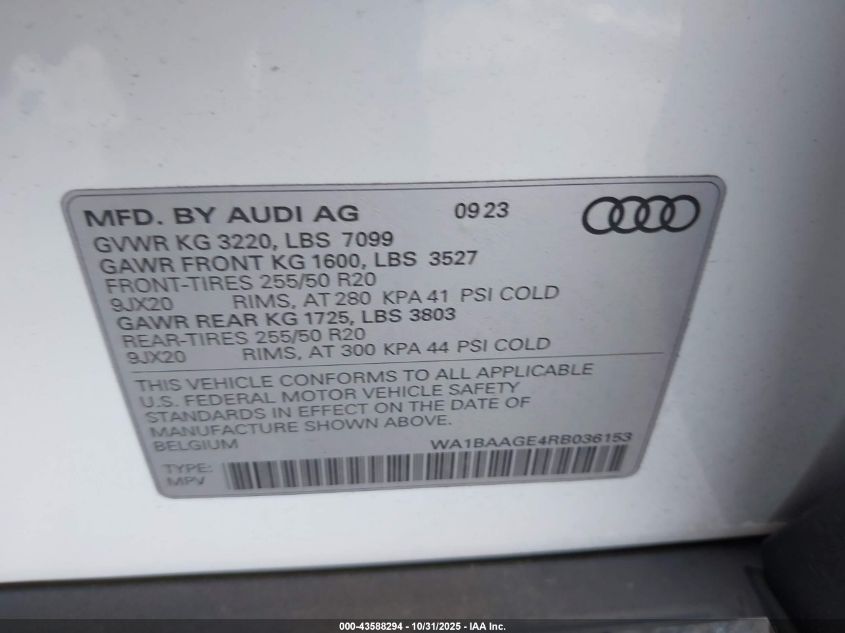 MFD. BY AUDI AG 0923
GVWR KG 3220, LBS 7099
GAWR FRONT KG 1600, LBS 3527
FRONT-TIRES 255/50 R20
9JX20 RIMS, AT 280 KPA 41 PSI COLD
GAWR REAR KG 1725, LBS 3803
REAR-TIRES 255/50 R20
9JX20 RIMS, AT 300 KPA 44 PSI COLD
THIS VEHICLE CONFORMS TO ALL APPLICABLE
U.S. FEDERAL MOTOR VEHICLE SAFETY
STANDARDS IN EFFECT ON THE DATE OF
MANUFACTURE SHOWN ABOVE.
BELGIUM WA1BAAGE4RB036153
TYPE:
MPV
000-43588294 - 10/31/2025 - IAA Inc.